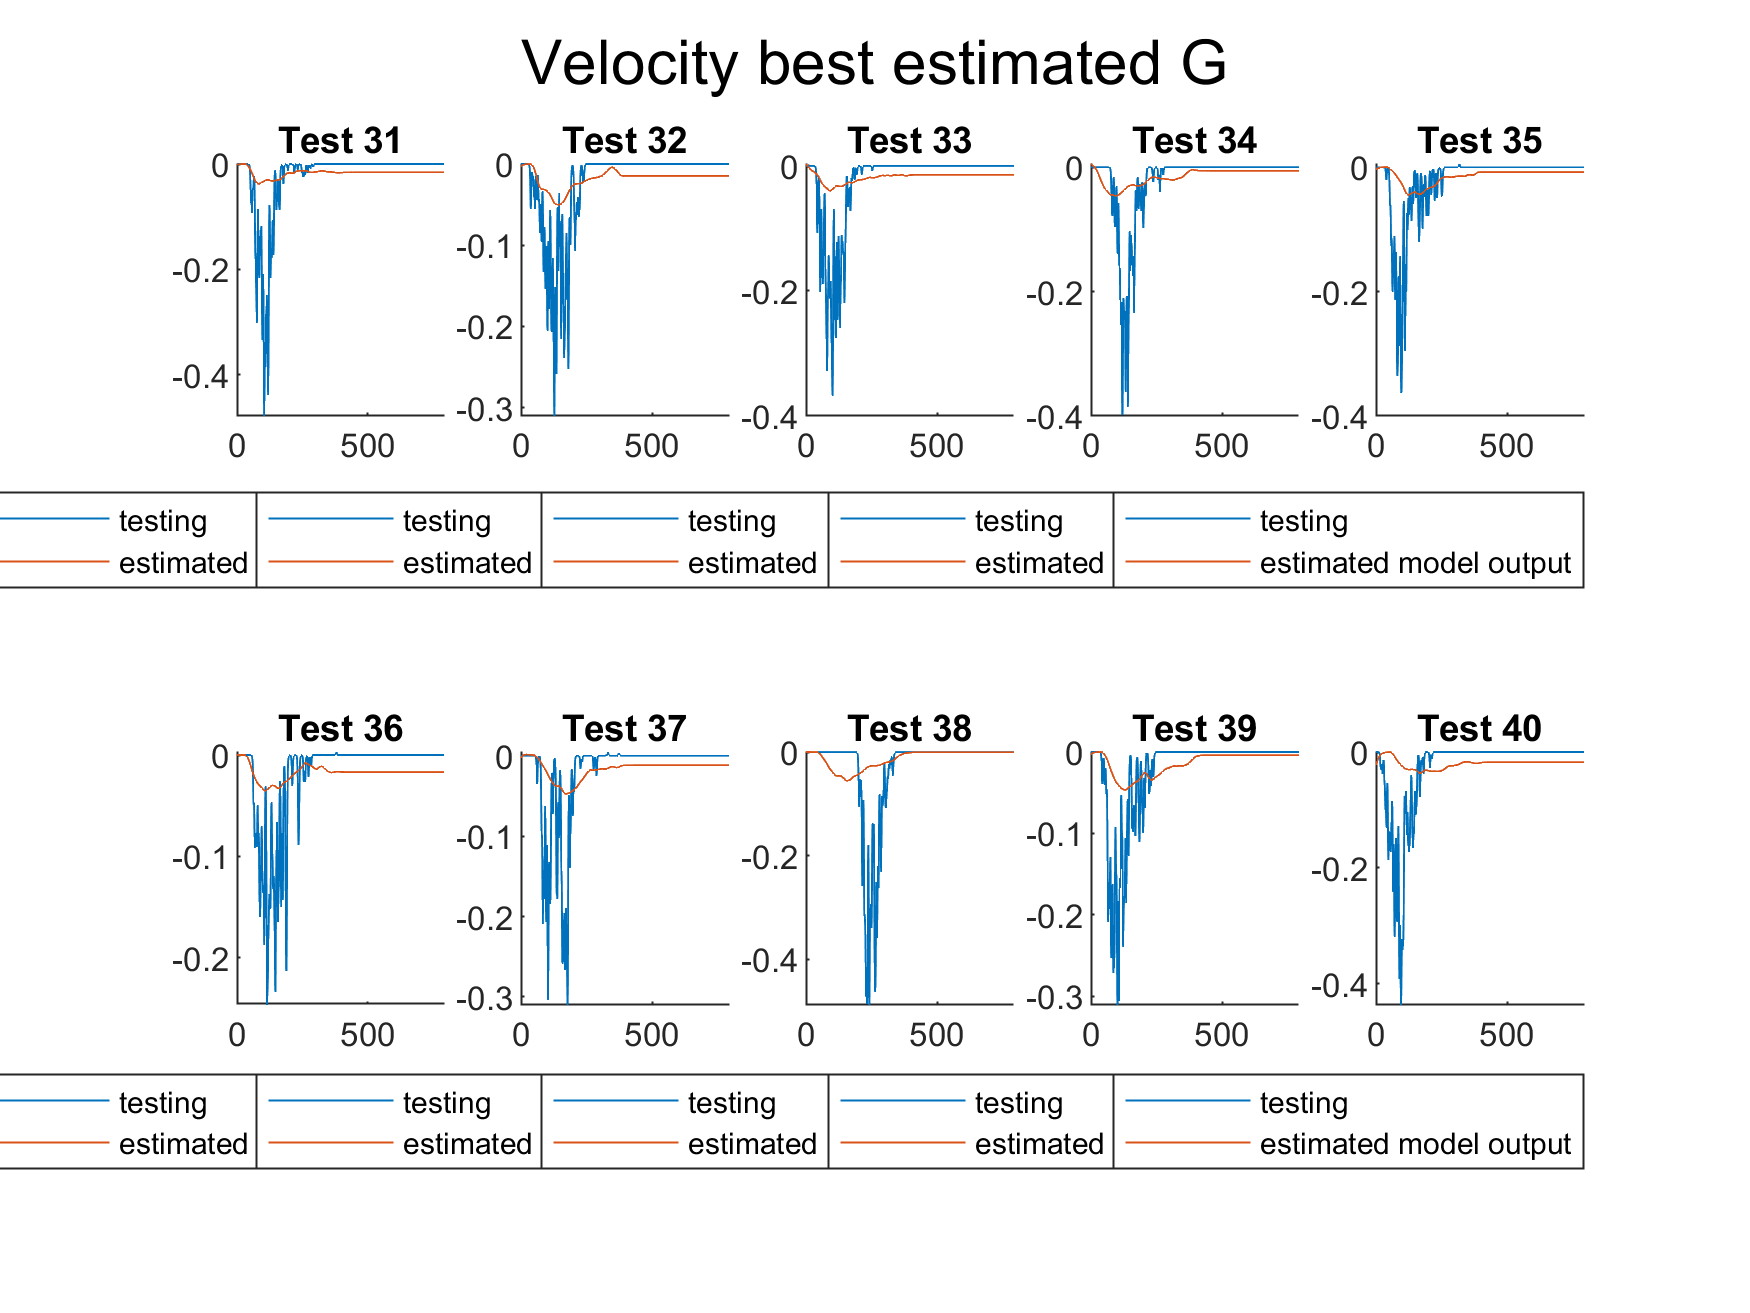 Velocity best estimated G
Test 31 Test 32 Test 33 Test 34 Test 35
0 0 0 0 0
-0.2 -0.1 -0.2 -0.2 -0.2
-0.4 -0.2 -0.4 -0.4 -0.4
-0.3
0 500 0 500 0 500 0 500 0 500
testing testing testing testing testing
estimated estimated estimated estimated estimated model output
Test 36 Test 37 Test 38 Test 39 Test 40
0 0 0 0 0
-0.1 -0.1 -0.2 -0.1 -0.2
-0.2 -0.2 -0.4 -0.2 -0.4
-0.3 -0.3
0 500 0 500 0 500 0 500 0 500
testing testing testing testing testing
estimated estimated estimated estimated estimated model output